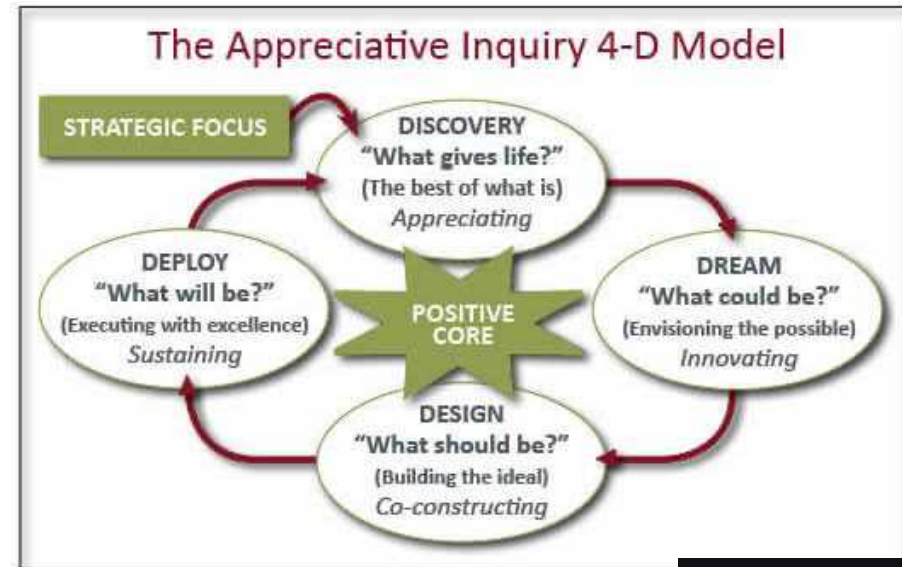 The Appreciative Inquiry 4-D Model
STRATEGIC FOCUS
DISCOVERY
“What gives life?”
(The best of what is)
Appreciating
DREAM
“What could be?”
(Envisioning the possible)
Innovating
DESIGN
“What should be?”
(Building the ideal)
Co-constructing
DEPLOY
“What will be?”
(Executing with excellence)
Sustaining
POSITIVE
CORE